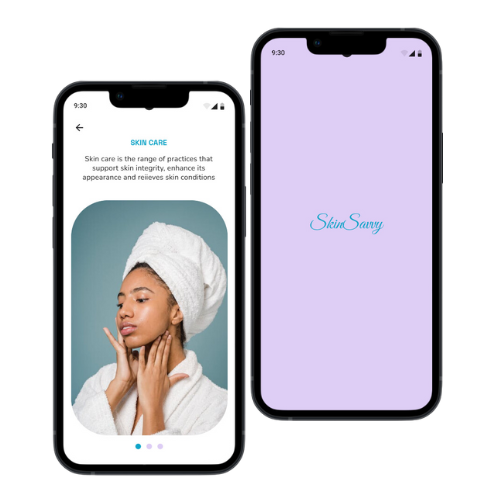 9:30
SKIN CARE
Skin care is the range of practices that
support skin integrity, enhance its
appearance and reiieves skin conditions
9:30
SkinSavvy